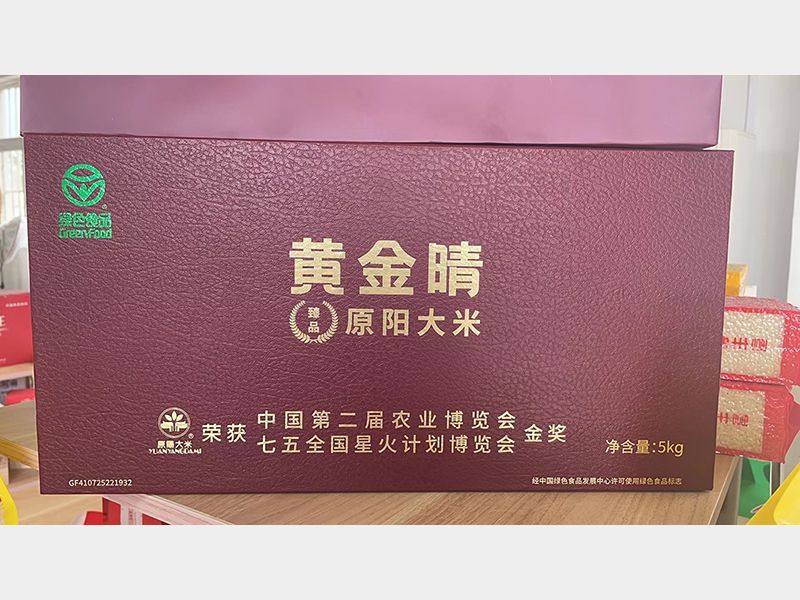 绿色食品
GreenFood
黄金晴
臻品
原阳大米
原阳大米
YUANYANGDAMI
荣获
中国第二届农业博览会
七五全国星火计划博览会
金奖
净含量:5kg
GF410725221932
经中国绿色食品发展中心许可使用绿色食品标志